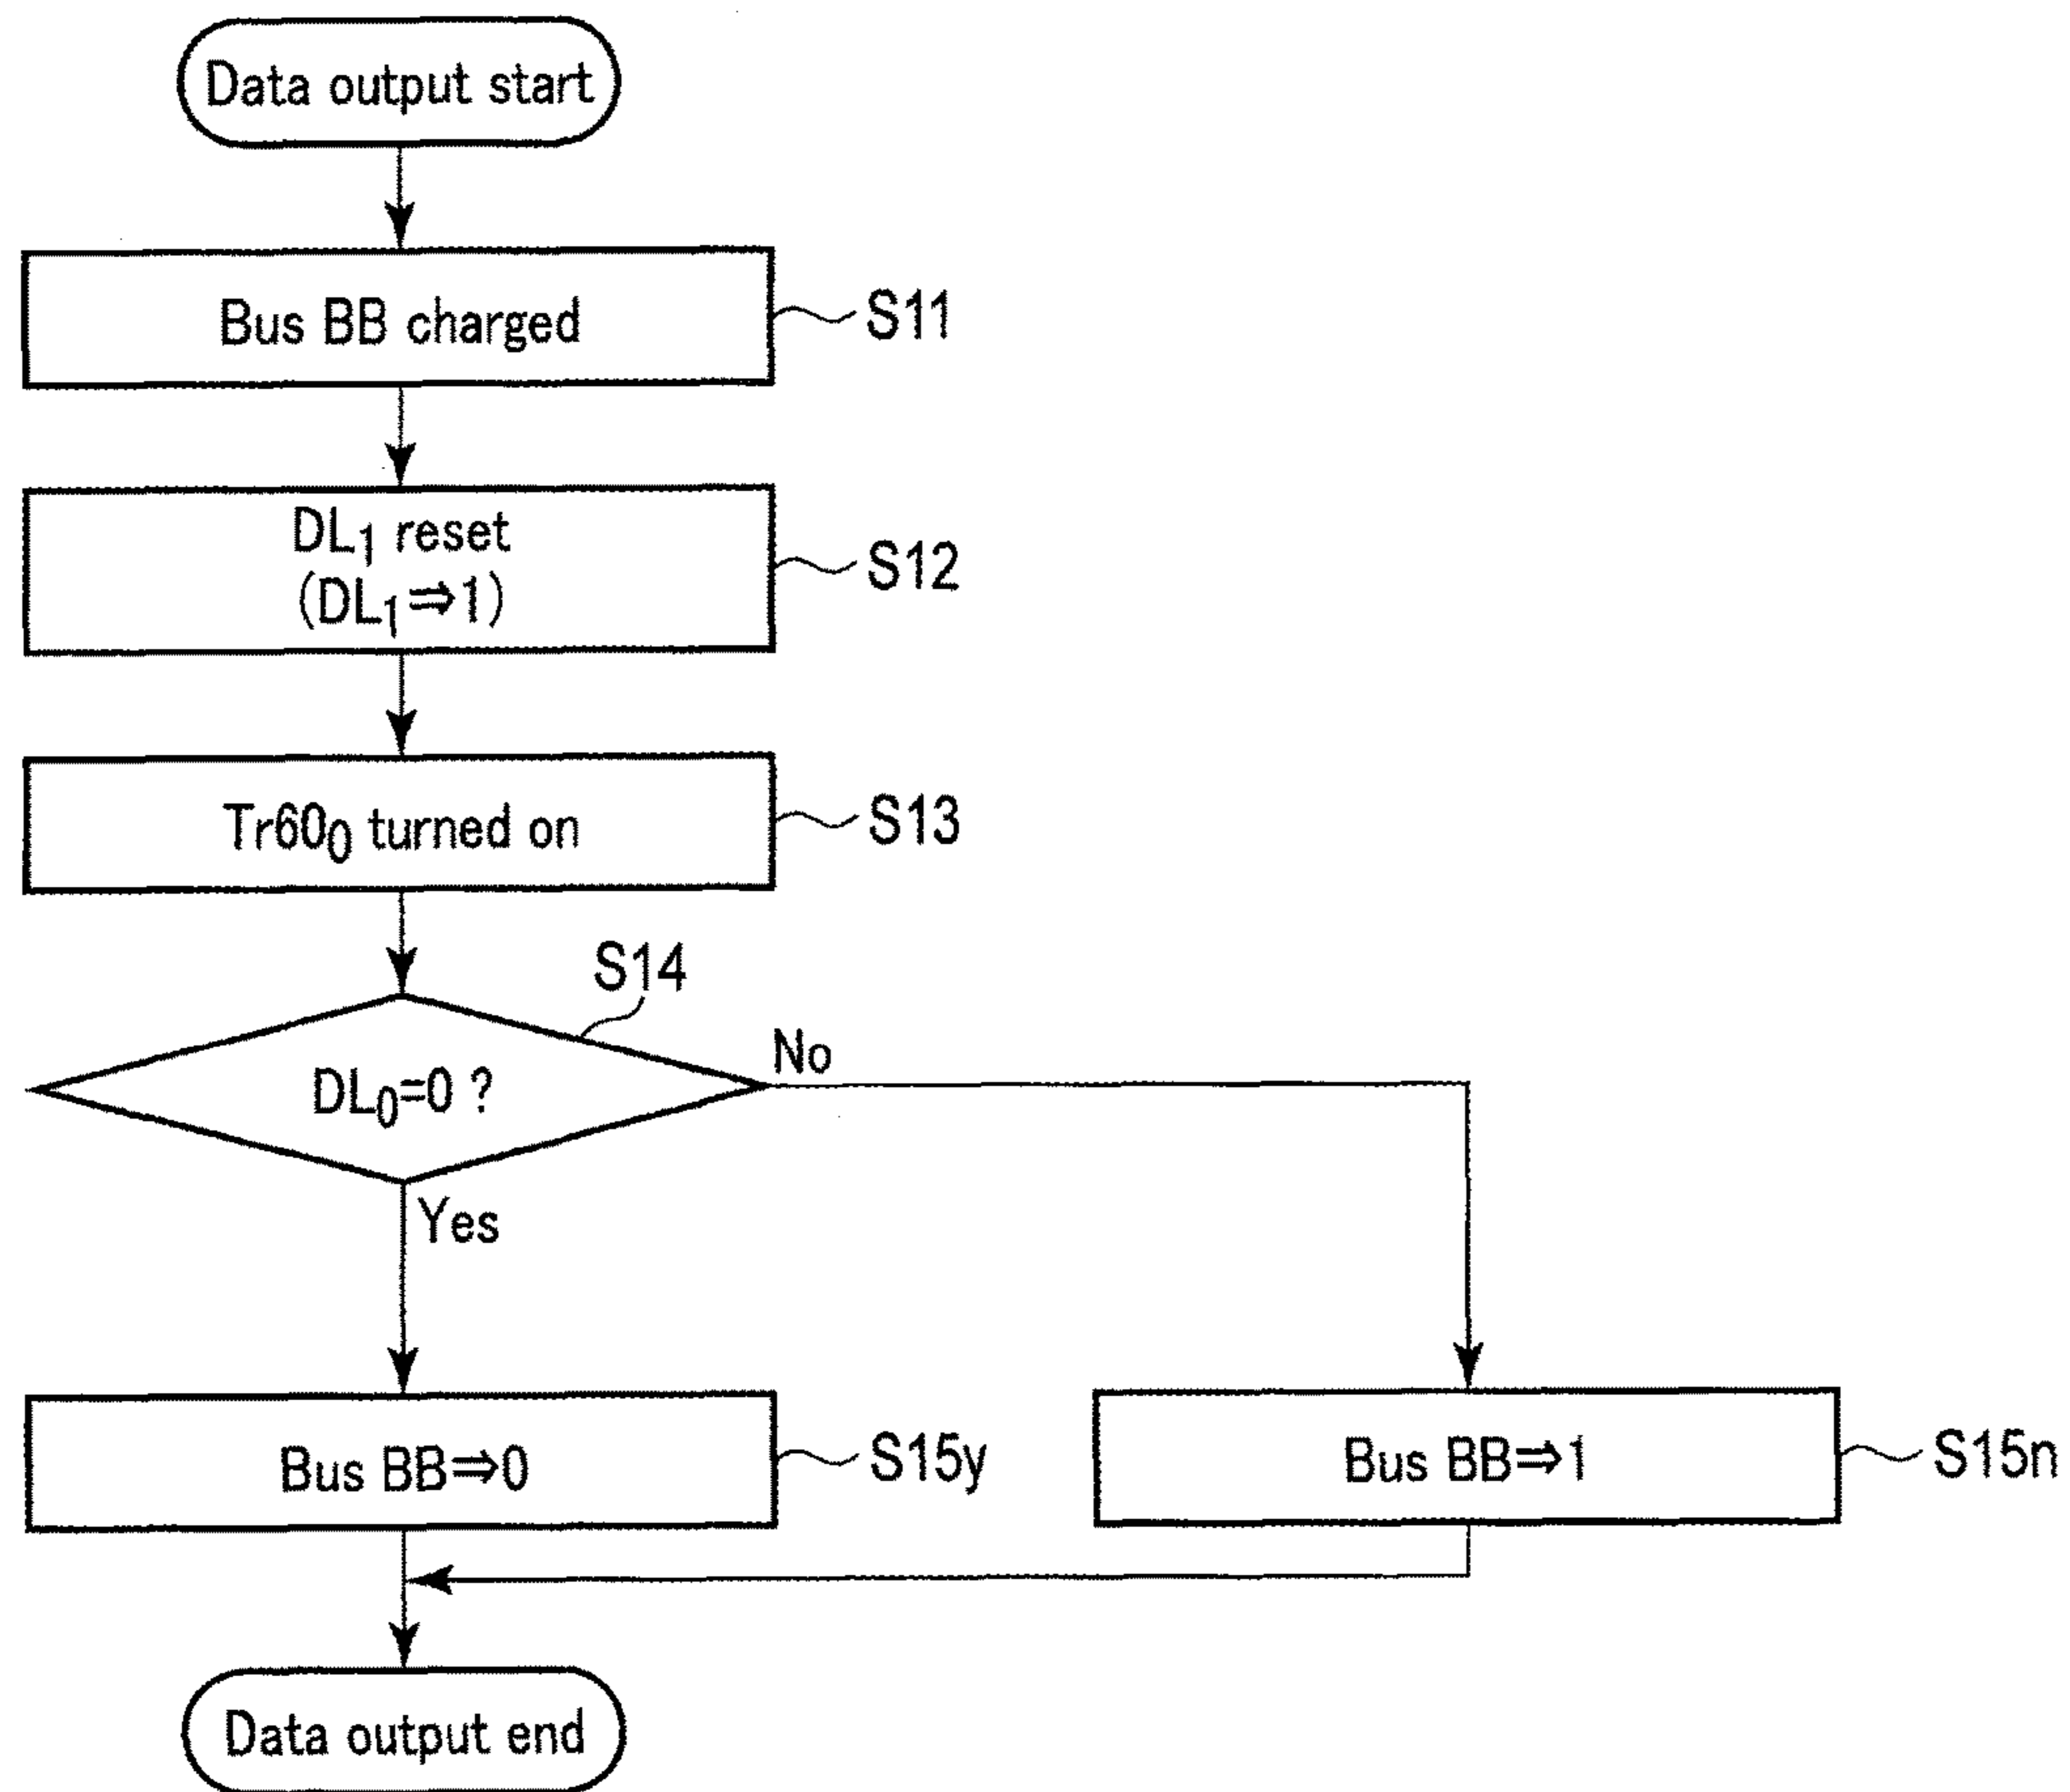 Data output start
Bus BB charged
S11
DL₁ reset
(DL₁⇒1)
S12
Tr60₀ turned on
S13
S14
DL₀=0 ?
No
Yes
Bus BB⇒0
S15y
Bus BB⇒1
S15n
Data output end